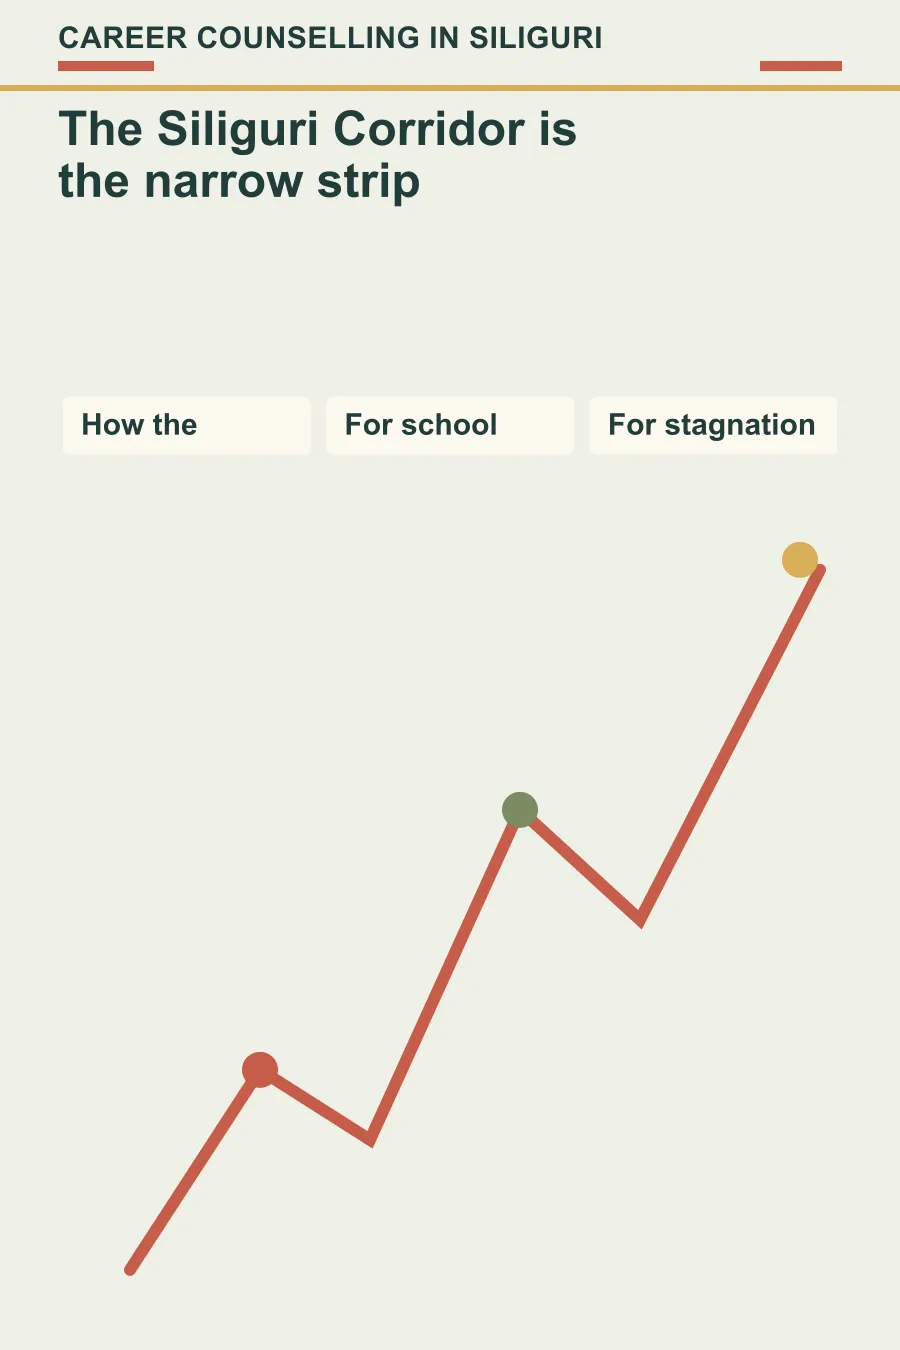 CAREER COUNSELLING IN SILIGURI
The Siliguri Corridor is
the narrow strip
How the
For school
For stagnation